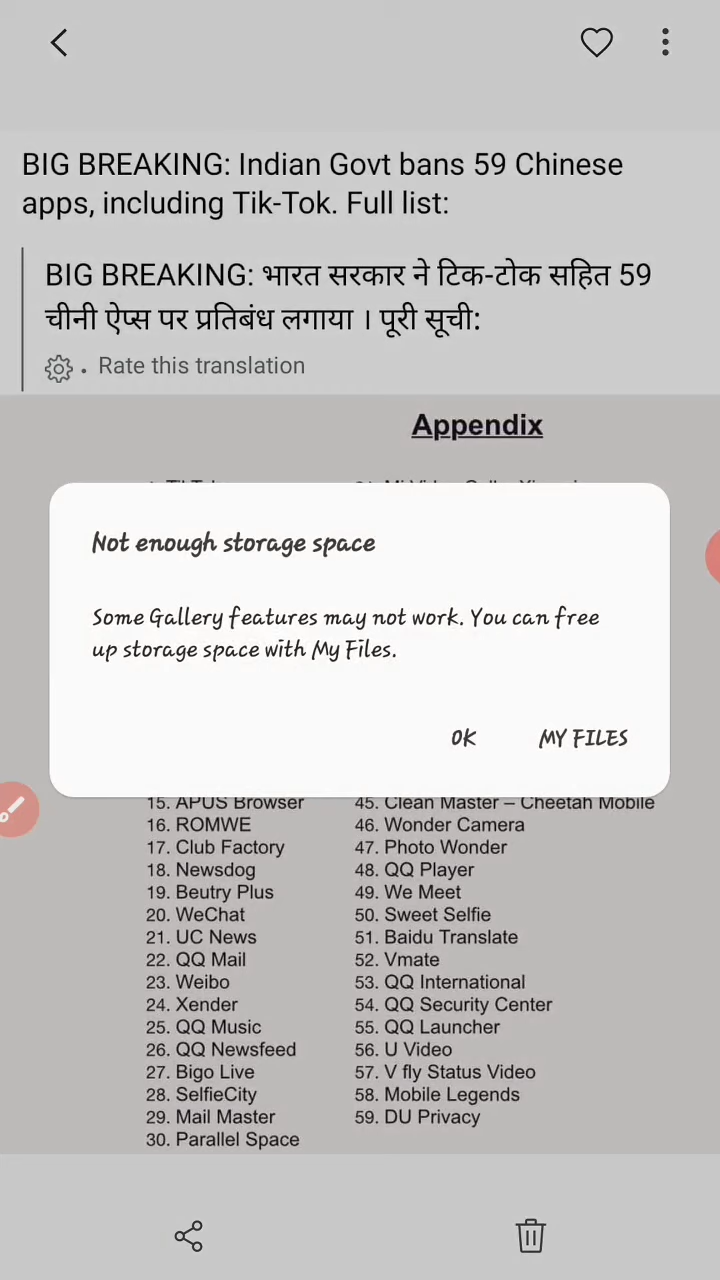 BIG BREAKING: Indian Govt bans 59 Chinese
apps, including Tik-Tok. Full list:
BIG BREAKING: भारत सरकार ने टिक-टोक सहित 59
चीनी ऐप्स पर प्रतिबंध लगाया । पूरी सूची:
. Rate this translation
Appendix
Not enough storage space
Some Gallery features may not work. You can free
up storage space with My Files.
OK MY FILES
15. APUS Browser 45. Clean Master – Cheetah Mobile
16. ROMWE 46. Wonder Camera
17. Club Factory 47. Photo Wonder
18. Newsdog 48. QQ Player
19. Beutry Plus 49. We Meet
20. WeChat 50. Sweet Selfie
21. UC News 51. Baidu Translate
22. QQ Mail 52. Vmate
23. Weibo 53. QQ International
24. Xender 54. QQ Security Center
25. QQ Music 55. QQ Launcher
26. QQ Newsfeed 56. U Video
27. Bigo Live 57. V fly Status Video
28. SelfieCity 58. Mobile Legends
29. Mail Master 59. DU Privacy
30. Parallel Space